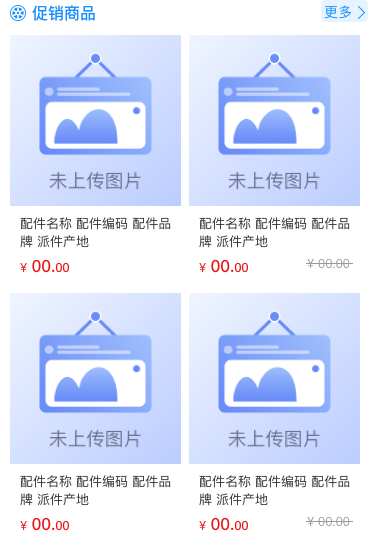 促销商品
更多
未上传图片
未上传图片
配件名称 配件编码 配件品
牌 派件产地
¥ 00.00
配件名称 配件编码 配件品
牌 派件产地
¥ 00.00
¥ 00.00
未上传图片
未上传图片
配件名称 配件编码 配件品
牌 派件产地
¥ 00.00
配件名称 配件编码 配件品
牌 派件产地
¥ 00.00
¥ 00.00